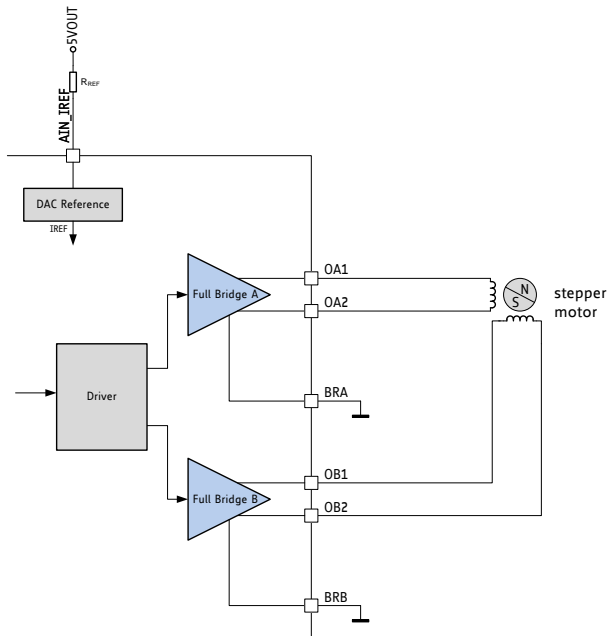 5VOUT
RREF
AIN_IREF
DAC Reference
IREF
OA1
Full Bridge A
OA2
N
S
stepper
motor
Driver
BRA
OB1
Full Bridge B
OB2
BRB